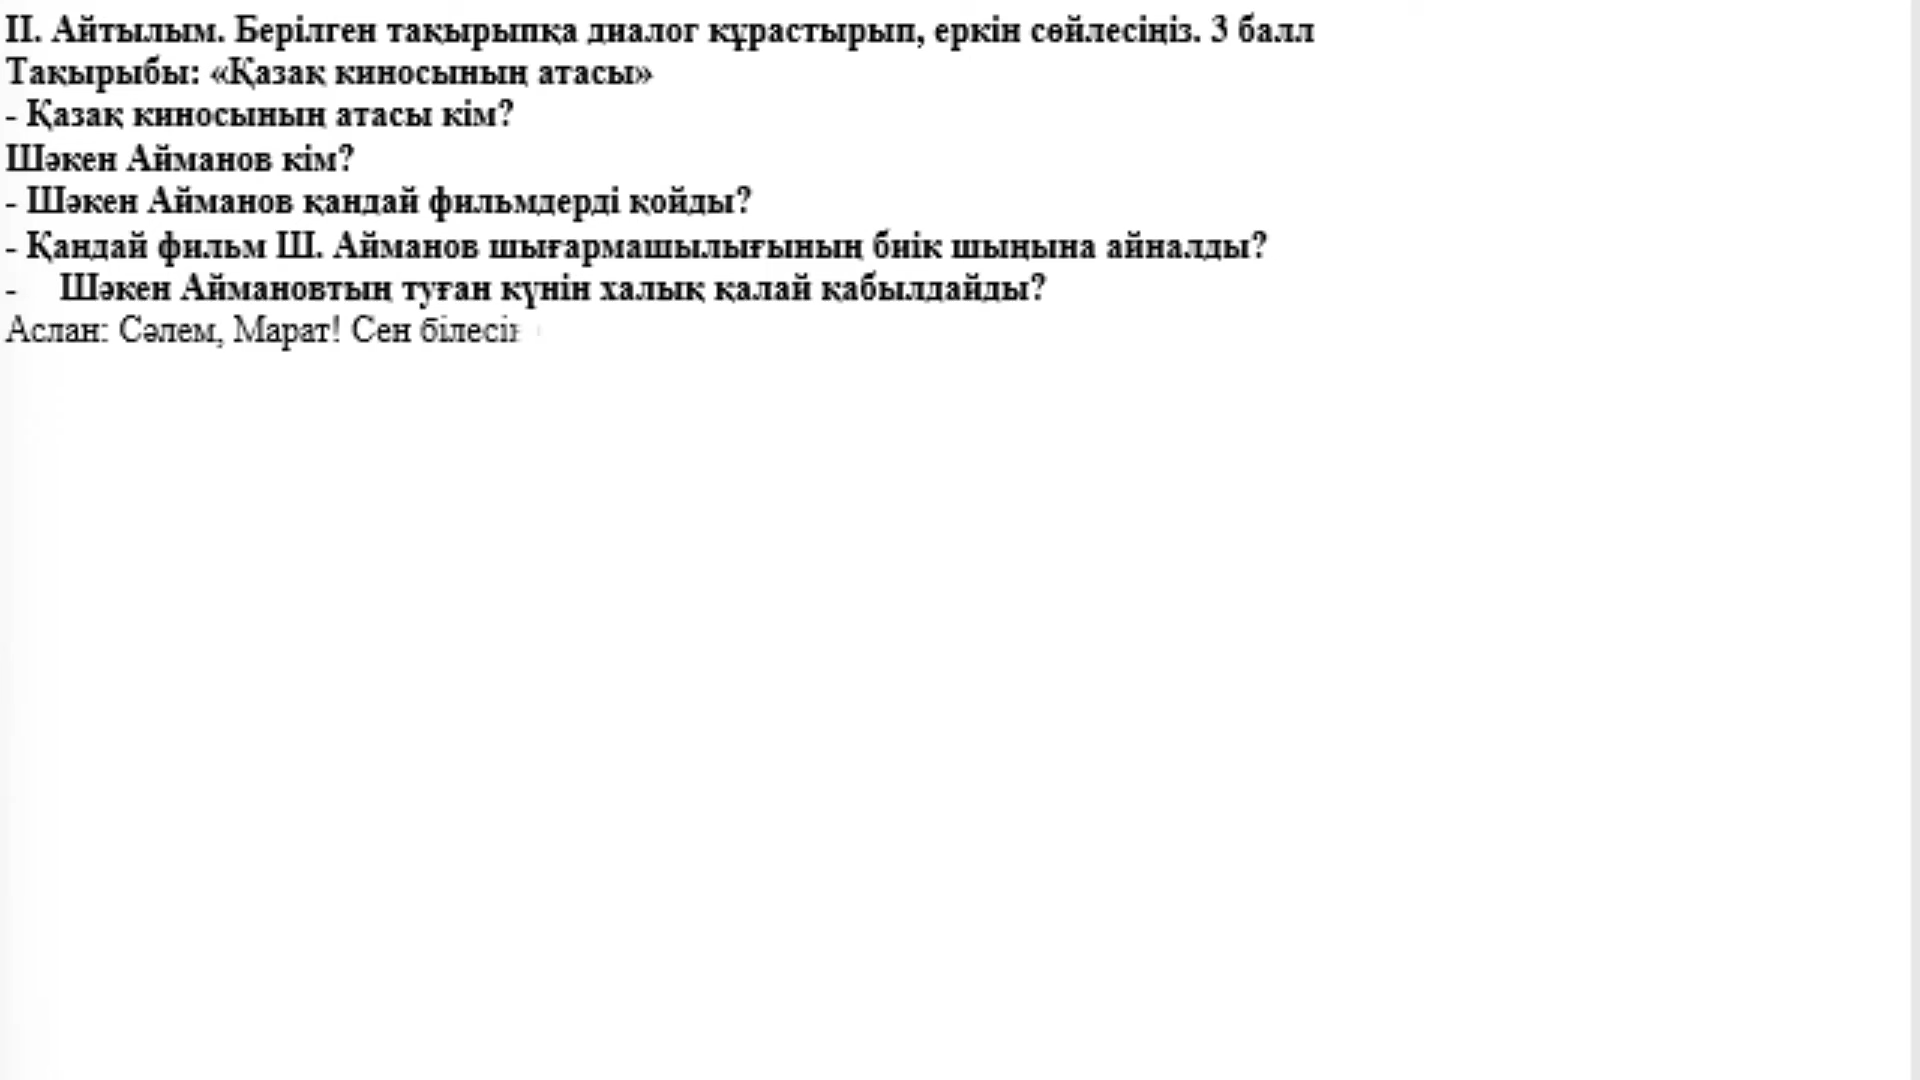 II. Айтылым. Берілген тақырыпқа диалог құрастырып, еркін сөйлесіңіз. 3 балл
Тақырыбы: «Қазақ киносының атасы»
- Қазақ киносының атасы кім?
Шәкен Айманов кім?
- Шәкен Айманов қандай фильмдерді қойды?
- Қандай фильм Ш. Айманов шығармашылығының биік шыңына айналды?
- Шәкен Аймановтың туған күнін халық қалай қабылдайды?
Аслан: Сәлем, Марат! Сен